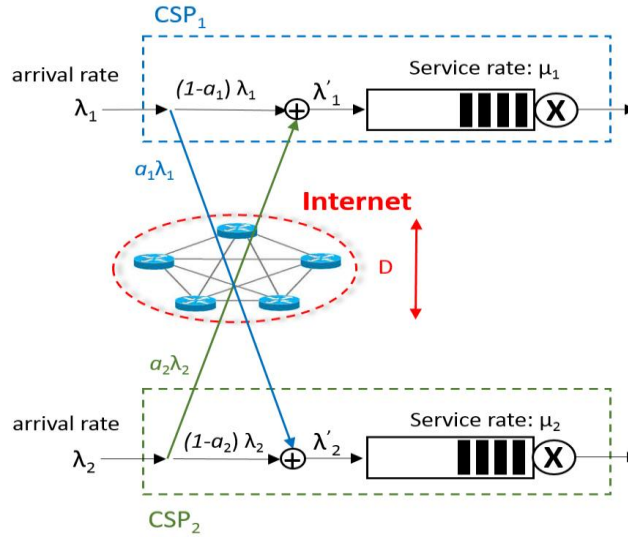 CSP₁
arrival rate
λ₁
(1-a₁) λ₁
λ′₁
Service rate: μ₁
X
a₁λ₁
Internet
D
a₂λ₂
arrival rate
λ₂
(1-a₂) λ₂
λ′₂
Service rate: μ₂
X
CSP₂